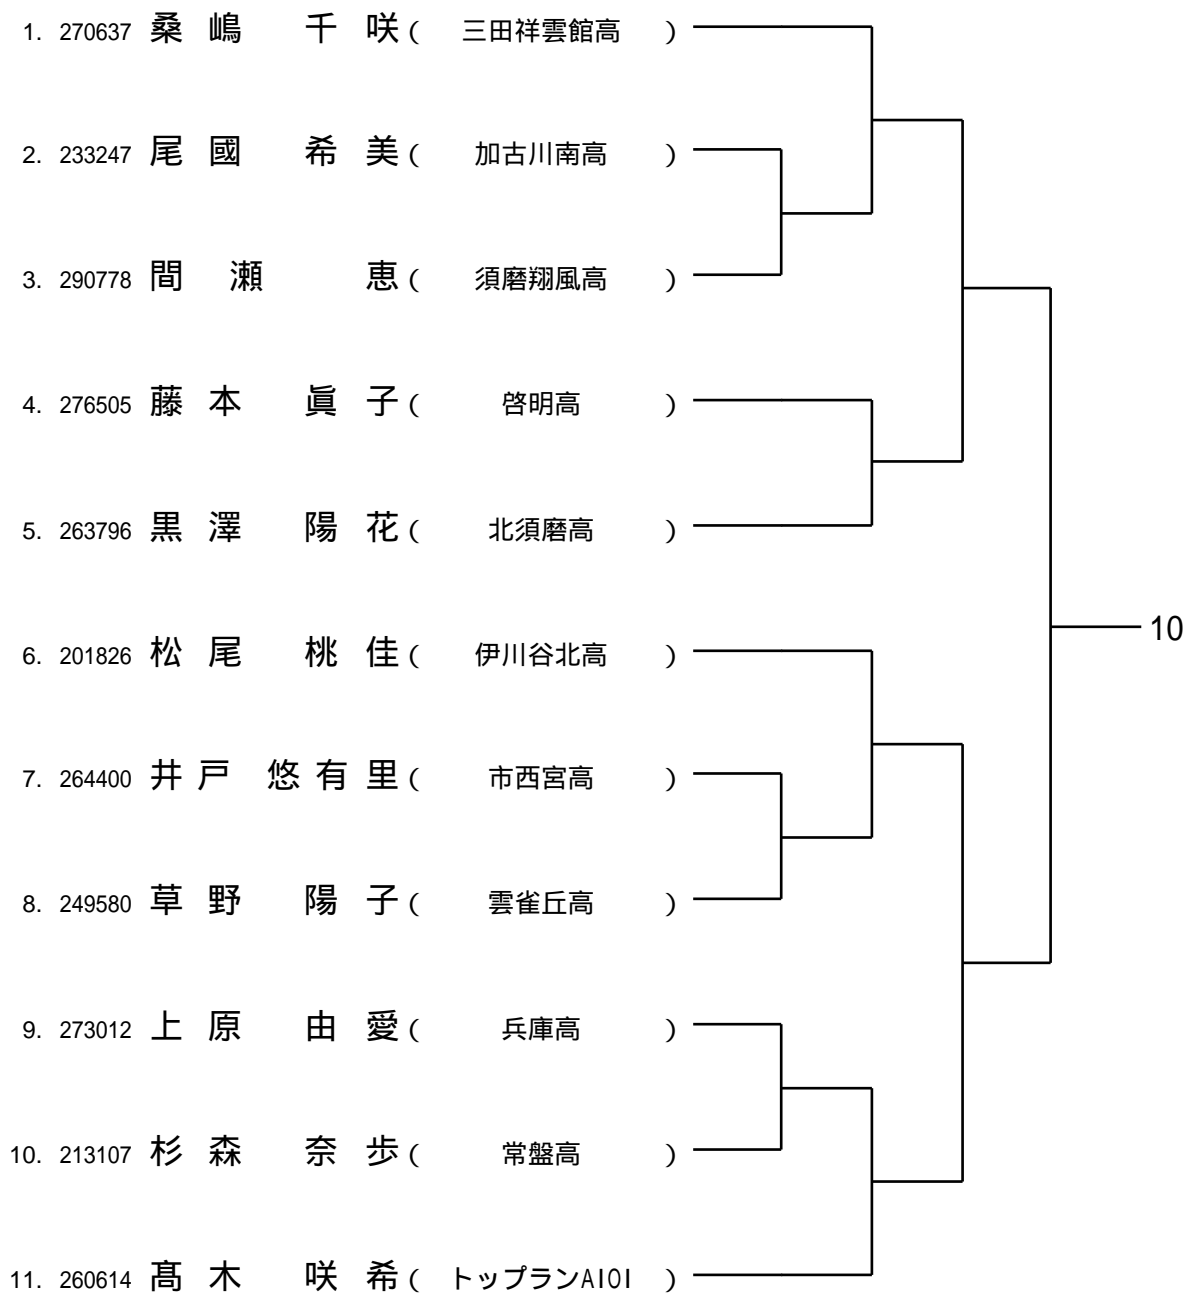 1. 270637 桑嶋 千咲( 三田祥雲館高 )
2. 233247 尾國 希美( 加古川南高 )
3. 290778 間瀬 恵( 須磨翔風高 )
4. 276505 藤本 眞子( 啓明高 )
5. 263796 黒澤 陽花( 北須磨高 )
10
6. 201826 松尾 桃佳( 伊川谷北高 )
7. 264400 井戸 悠有里( 市西宮高 )
8. 249580 草野 陽子( 雲雀丘高 )
9. 273012 上原 由愛( 兵庫高 )
10. 213107 杉森 奈歩( 常盤高 )
11. 260614 髙木 咲希( トップランAIOI )